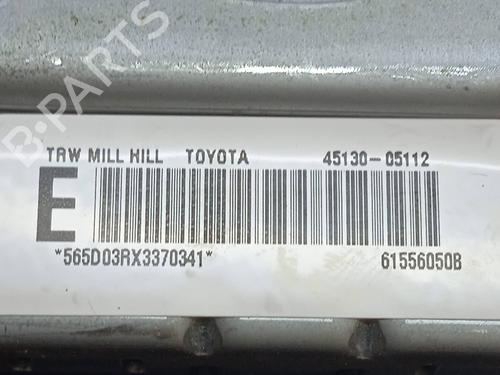 B-PARTS
TRW MILL HILL TOYOTA 45130-05112
E
*565D03RX3370341* 61556050B